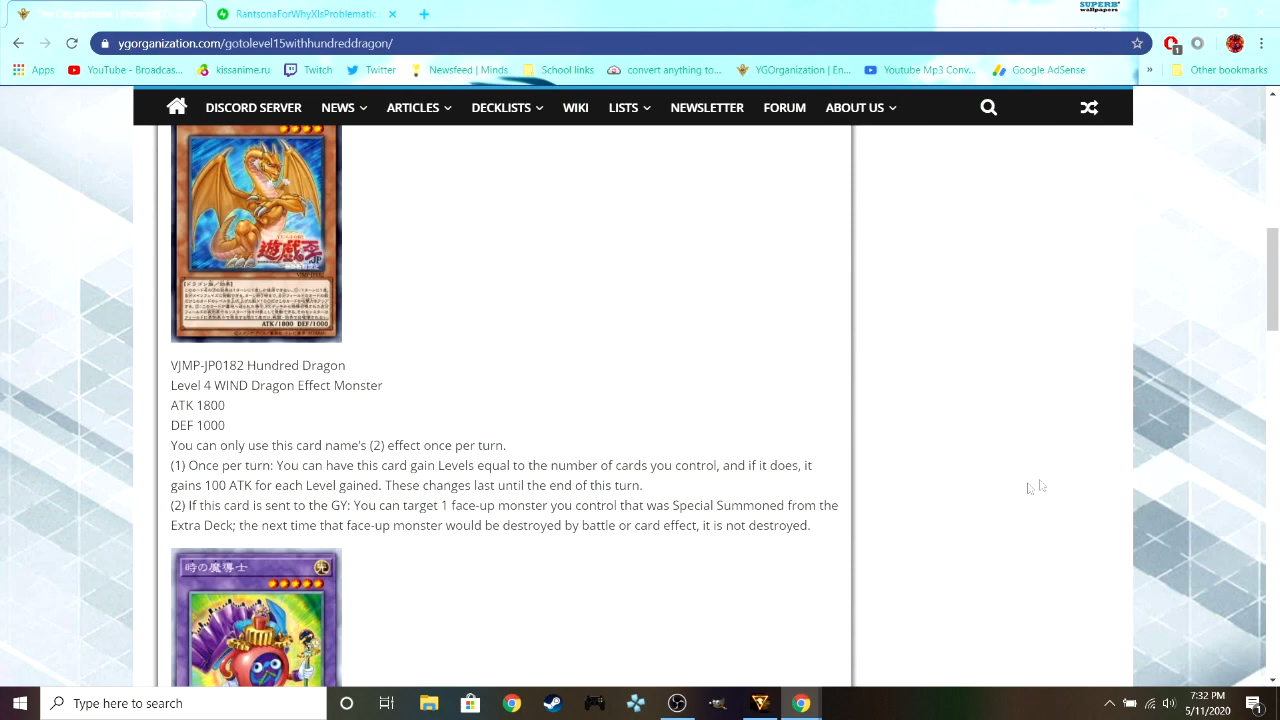 SUPERB
wallpapers
RantsonaForWhyXIsProblematic.
ygorganization.com/gotolevel15withhundreddragon/
1
Apps YouTube - Broadcas... kissanime.ru Twitch Twitter Newsfeed | Minds School links convert anything to... YGOrganization | En... Youtube Mp3 Conv... Google AdSense » Other bookmarks
DISCORD SERVER NEWS ARTICLES DECKLISTS WIKI LISTS NEWSLETTER FORUM ABOUT US
遊戯王
ATK/1800 DEF/1000
VJMP-JP0182 Hundred Dragon
Level 4 WIND Dragon Effect Monster
ATK 1800
DEF 1000
You can only use this card name's (2) effect once per turn.
(1) Once per turn: You can have this card gain Levels equal to the number of cards you control, and if it does, it
gains 100 ATK for each Level gained. These changes last until the end of this turn.
(2) If this card is sent to the GY: You can target 1 face-up monster you control that was Special Summoned from the
Extra Deck; the next time that face-up monster would be destroyed by battle or card effect, it is not destroyed.
時の魔導士
光
Type here to search
7:32 PM
5/11/2020